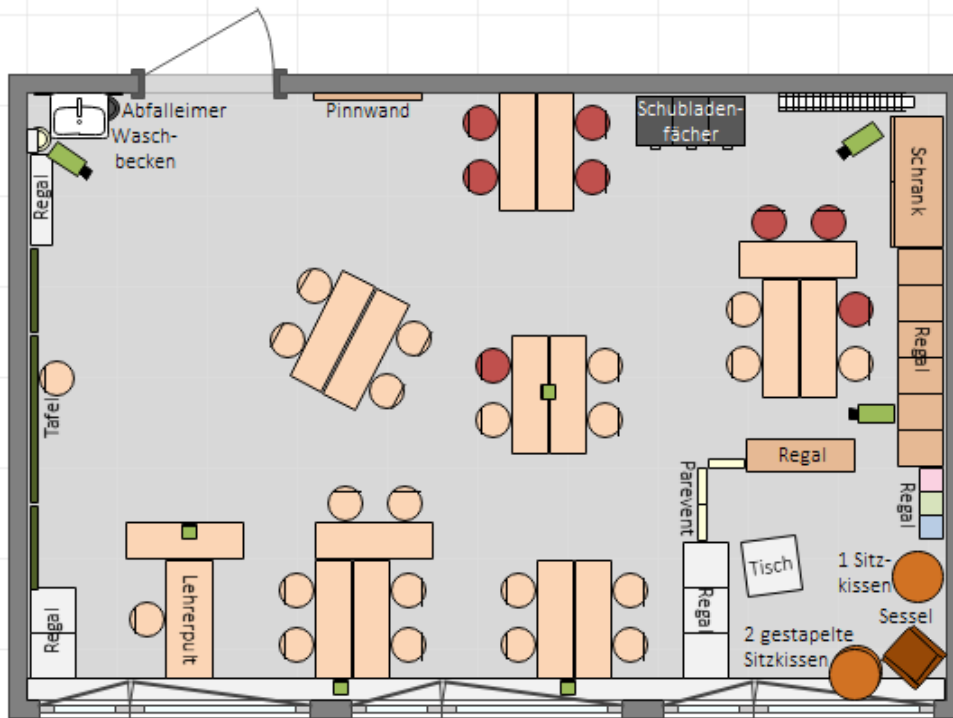 Abfalleimer
Wasch-
becken
Pinnwand
Schubladen-
fächer
Schrank
Regal
Regal
Tafel
Regal
Parevent
Regal
Tisch
1 Sitz-
kissen
Sessel
2 gestapelte
Sitzkissen
Regal
Regal
Lehrerpult
Regal